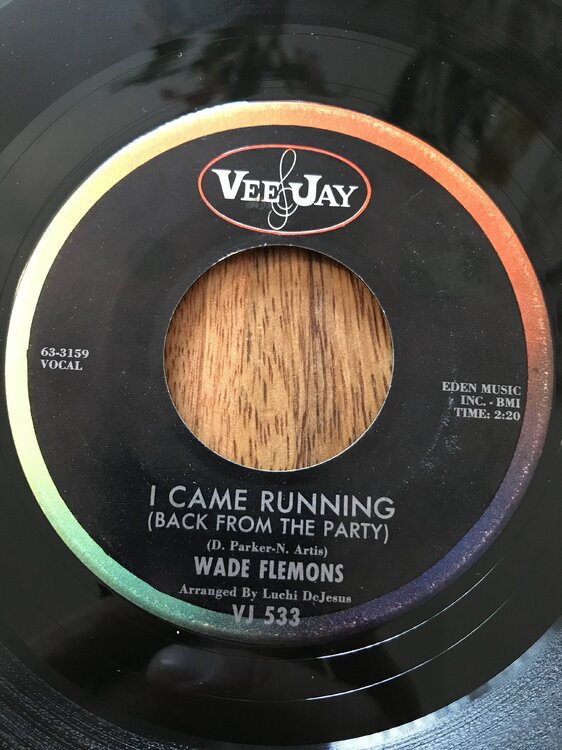 VEE JAY
63-3159
VOCAL
EDEN MUSIC
INC. - BMI
TIME: 2:20
I CAME RUNNING
(BACK FROM THE PARTY)
(D. Parker-N. Artis)
WADE FLEMONS
Arranged By Luchi DeJesus
VJ 533